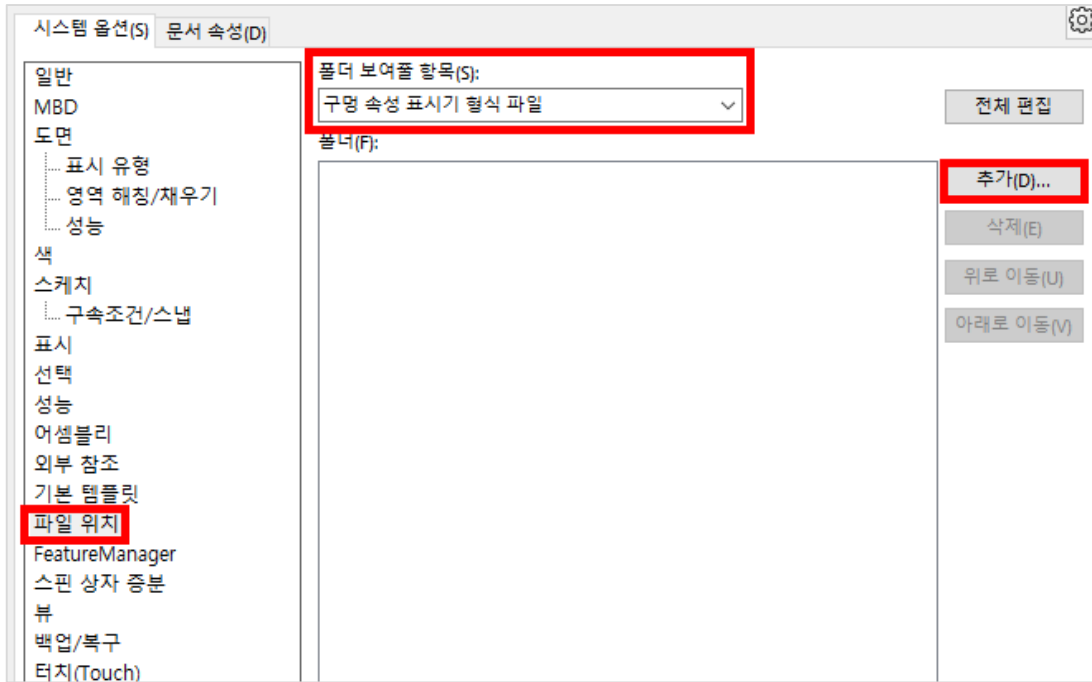 시스템 옵션(S) 문서 속성(D)
일반
MBD
도면
표시 유형
영역 해칭/채우기
성능
색
스케치
구속조건/스냅
표시
선택
성능
어셈블리
외부 참조
기본 템플릿
파일 위치
FeatureManager
스핀 상자 증분
뷰
백업/복구
터치(Touch)
폴더 보여줄 항목(S):
구멍 속성 표시기 형식 파일
폴더(F):
전체 편집
추가(D)...
삭제(E)
위로 이동(U)
아래로 이동(V)